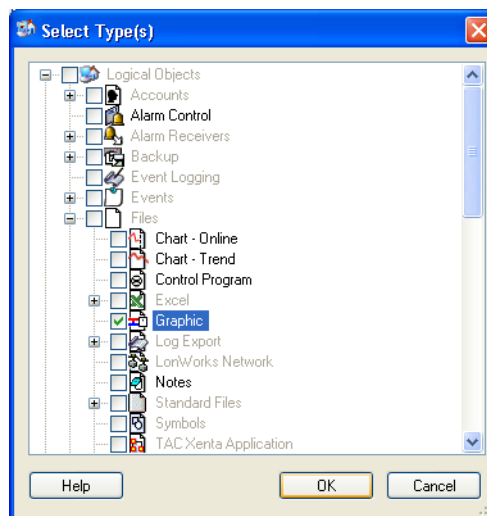 Select Type(s)
Logical Objects
Accounts
Alarm Control
Alarm Receivers
Backup
Event Logging
Events
Files
Chart - Online
Chart - Trend
Control Program
Excel
Graphic
Log Export
LonWorks Network
Notes
Standard Files
Symbols
TAC Xenta Application
Help OK Cancel